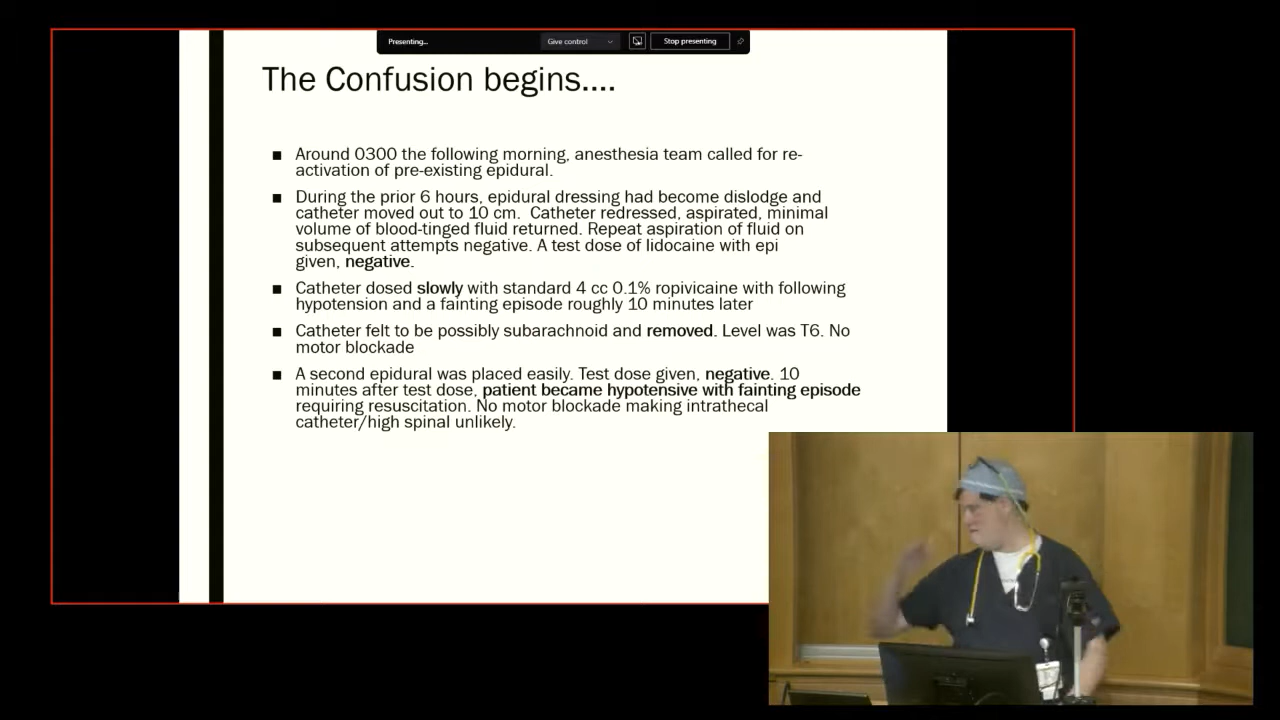 Presenting...
Give control
Stop presenting
The Confusion begins....
■ Around 0300 the following morning, anesthesia team called for re-
activation of pre-existing epidural.
■ During the prior 6 hours, epidural dressing had become dislodge and
catheter moved out to 10 cm. Catheter redressed, aspirated, minimal
volume of blood-tinged fluid returned. Repeat aspiration of fluid on
subsequent attempts negative. A test dose of lidocaine with epi
given, negative.
■ Catheter dosed slowly with standard 4 cc 0.1% ropivicaine with following
hypotension and a fainting episode roughly 10 minutes later
■ Catheter felt to be possibly subarachnoid and removed. Level was T6. No
motor blockade
■ A second epidural was placed easily. Test dose given, negative. 10
minutes after test dose, patient became hypotensive with fainting episode
requiring resuscitation. No motor blockade making intrathecal
catheter/high spinal unlikely.